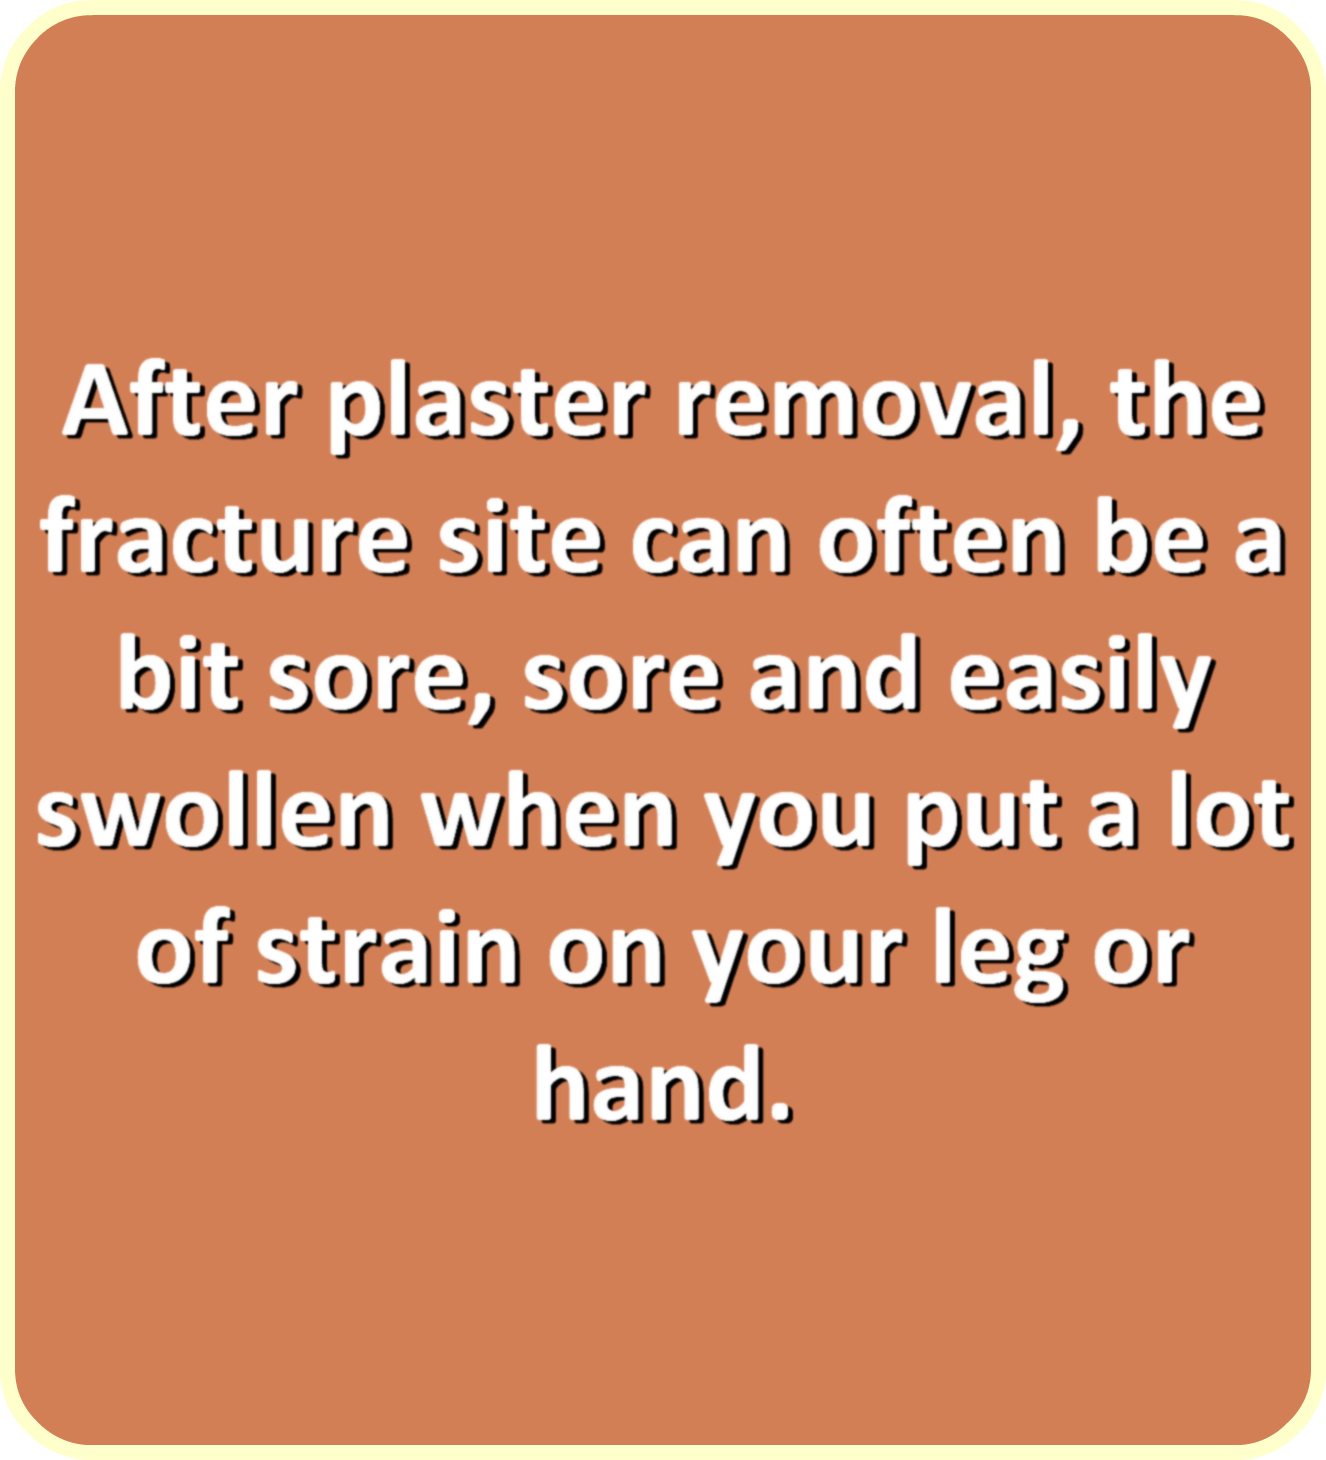 After plaster removal, the
fracture site can often be a
bit sore, sore and easily
swollen when you put a lot
of strain on your leg or
hand.